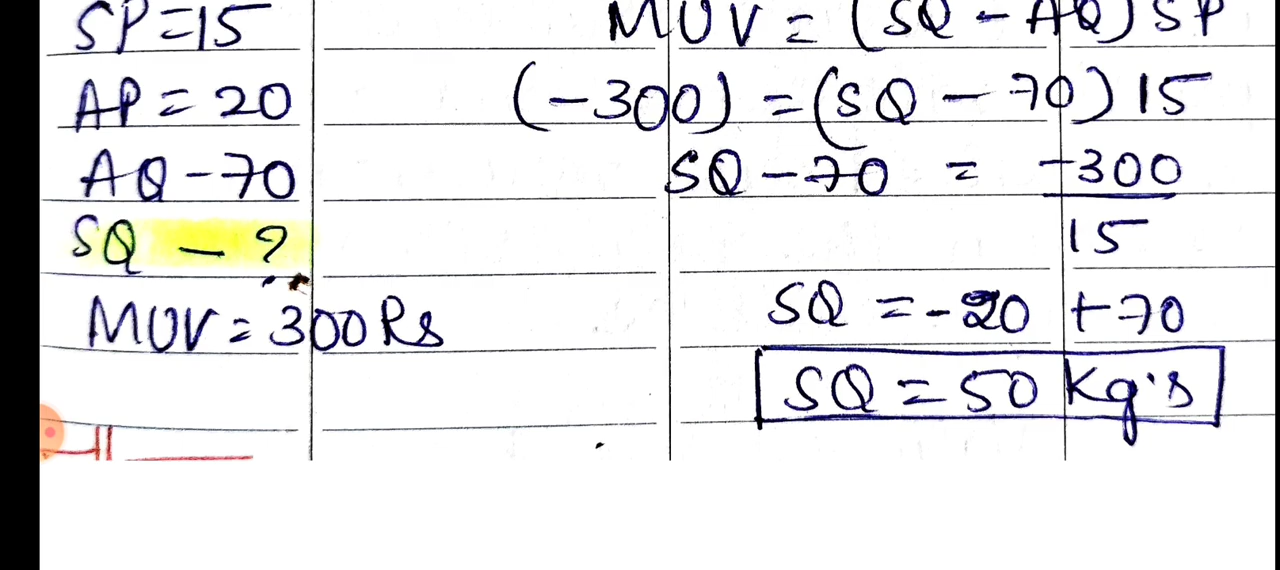 SP=15
AP = 20
AQ - 70
SQ - ?
MUV = 300 Rs
MUV = (SQ - AQ) SP
(-300) = (SQ - 70) 15
SQ - 70 = -300
15
SQ = -20 + 70
SQ = 50 Kg's